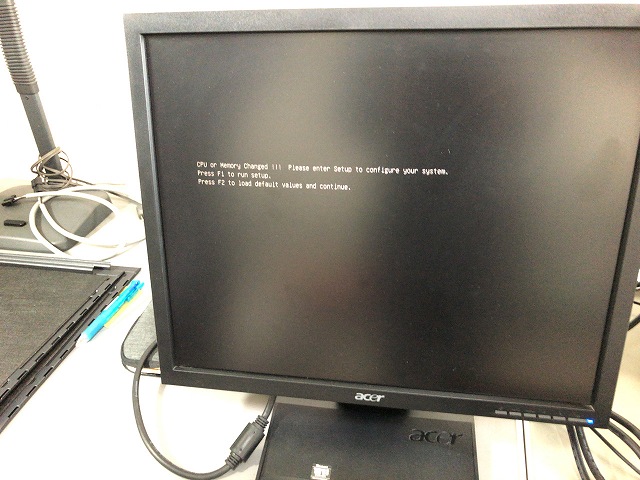 CPU or Memory Changed !!!  Please enter Setup to configure your system.
Press F1 to run setup.
Press F2 to load default values and continue.
acer
acer